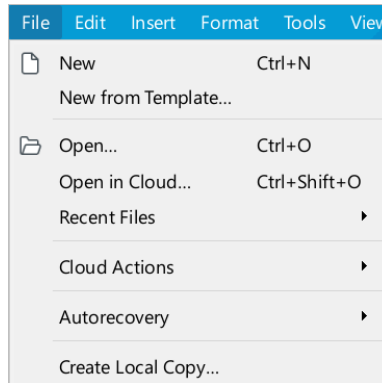 File Edit Insert Format Tools View
New Ctrl+N
New from Template...
Open... Ctrl+O
Open in Cloud... Ctrl+Shift+O
Recent Files
Cloud Actions
Autorecovery
Create Local Copy...